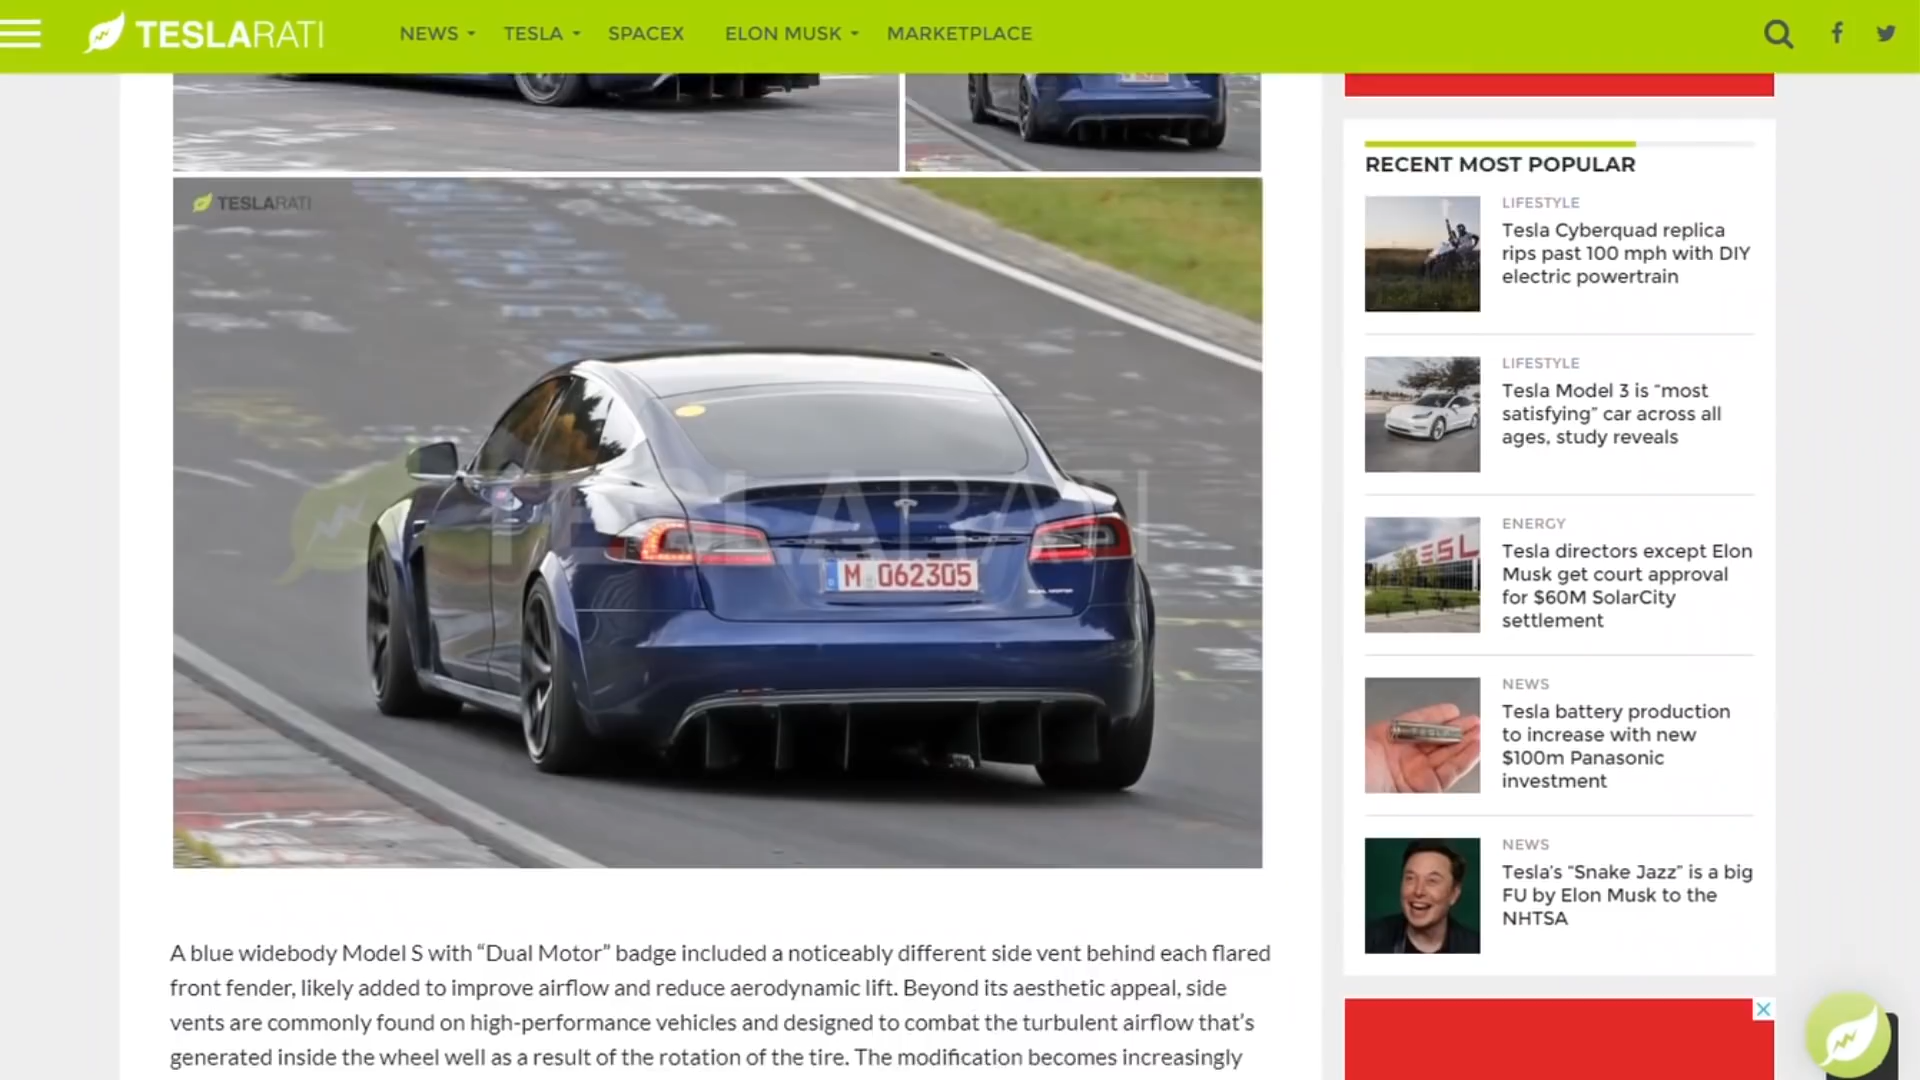 TESLARATI
NEWS
TESLA
SPACEX
ELON MUSK
MARKETPLACE
TESLARATI
TESLARATI
M 062305
DUAL MOTOR
A blue widebody Model S with “Dual Motor” badge included a noticeably different side vent behind each flared
front fender, likely added to improve airflow and reduce aerodynamic lift. Beyond its aesthetic appeal, side
vents are commonly found on high-performance vehicles and designed to combat the turbulent airflow that’s
generated inside the wheel well as a result of the rotation of the tire. The modification becomes increasingly
RECENT MOST POPULAR
LIFESTYLE
Tesla Cyberquad replica
rips past 100 mph with DIY
electric powertrain
LIFESTYLE
Tesla Model 3 is “most
satisfying” car across all
ages, study reveals
ENERGY
Tesla directors except Elon
Musk get court approval
for $60M SolarCity
settlement
ESL
NEWS
Tesla battery production
to increase with new
$100m Panasonic
investment
NEWS
Tesla’s “Snake Jazz” is a big
FU by Elon Musk to the
NHTSA